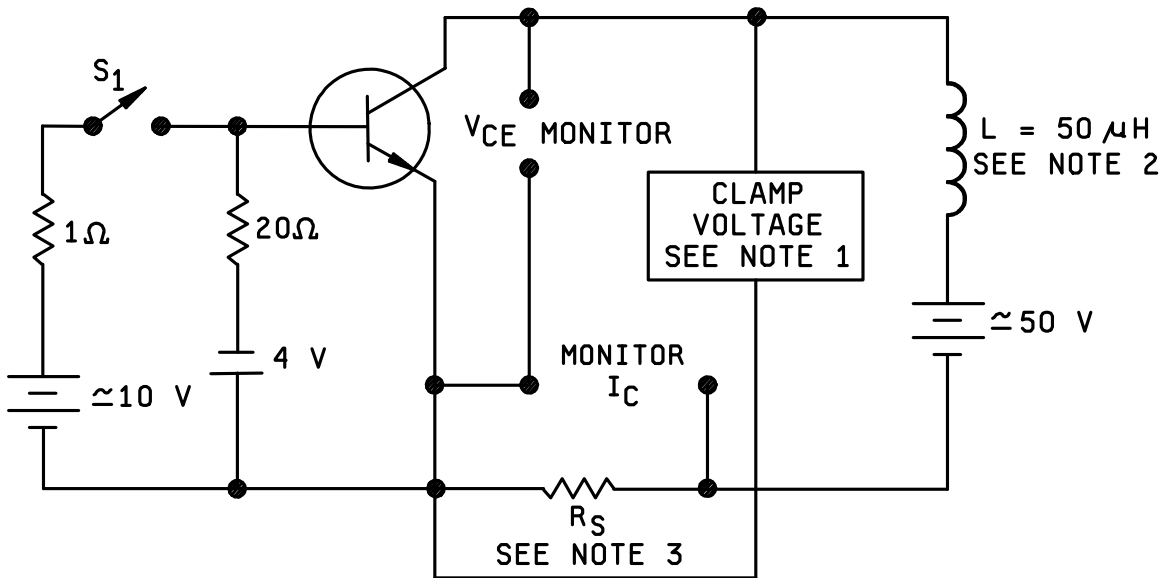 S1
VCE MONITOR
L = 50 μH
SEE NOTE 2
CLAMP
VOLTAGE
SEE NOTE 1
1Ω
20Ω
≃50 V
4 V
MONITOR
IC
≃10 V
RS
SEE NOTE 3